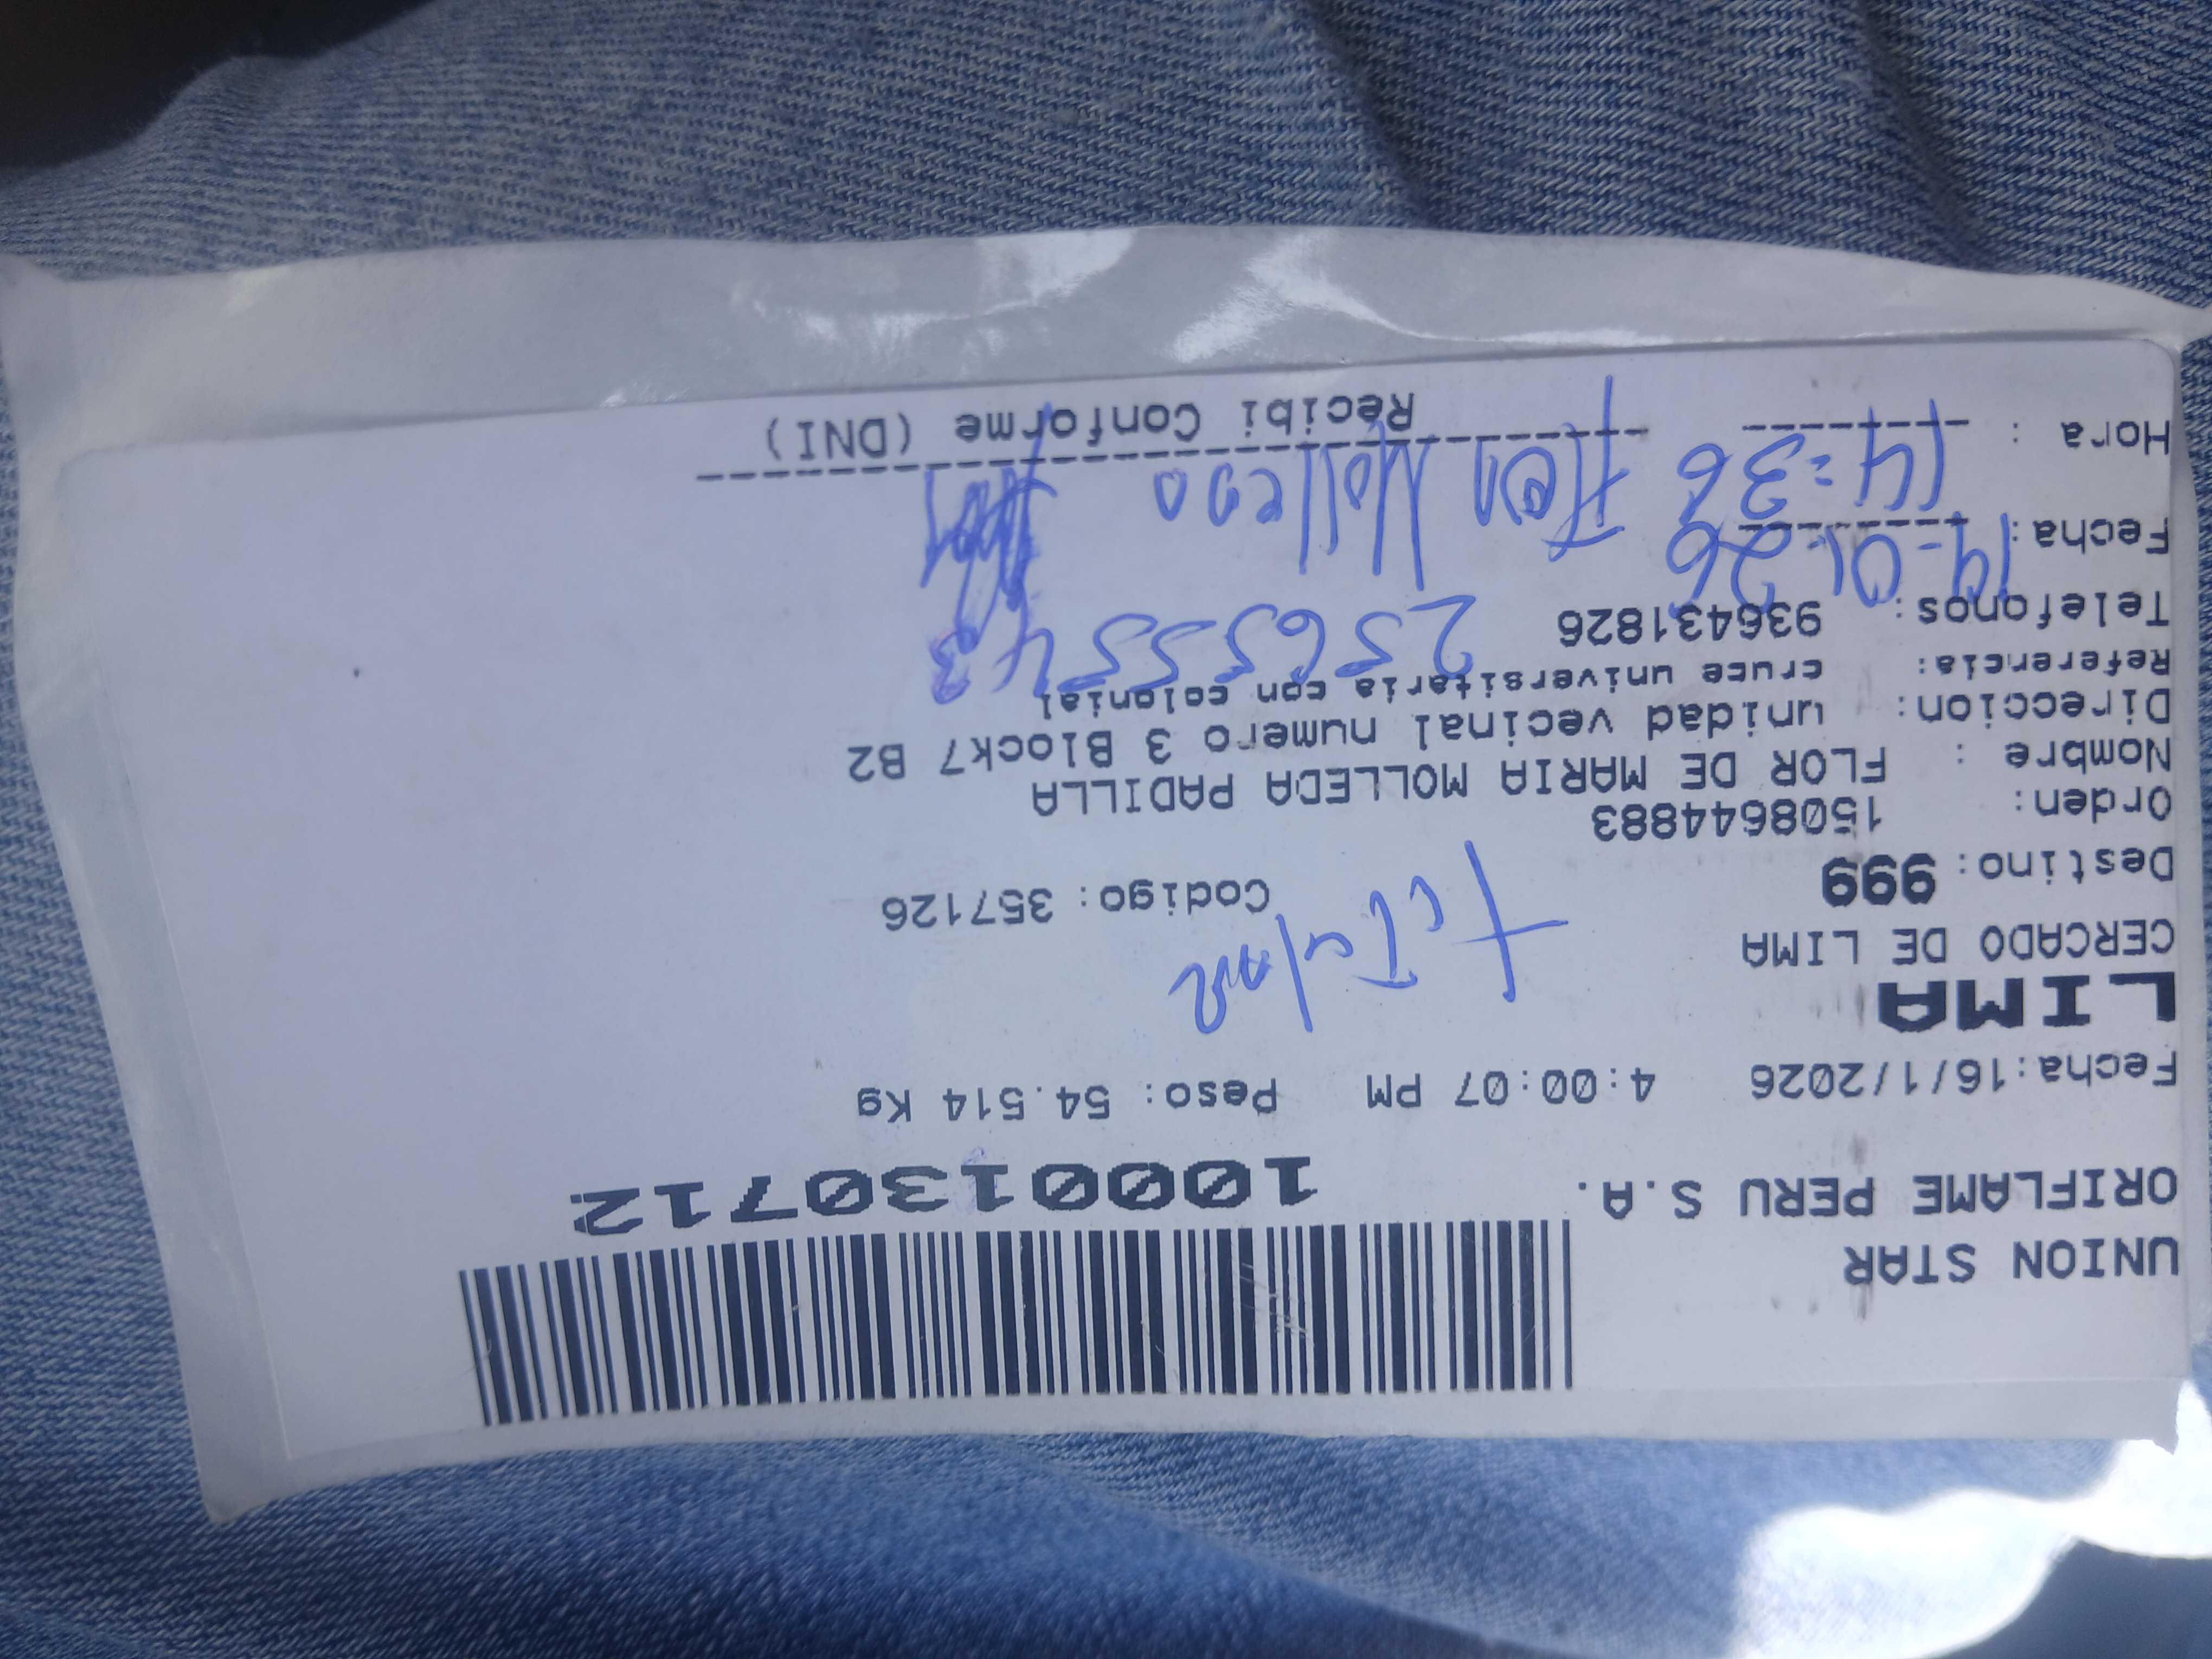 UNION STAR
ORIFLAME PERU S.A.
1000130712
Fecha:16/1/2026 4:00:07 PM Peso: 54.514 Kg
LIMA
CERCADO DE LIMA
Destino: 999 Codigo: 357126
Orden: 1508644883
Nombre : FLOR DE MARIA MOLLEDA PADILLA
Direccion: unidad vecinal numero 3 Block7 B2
Referencia: cruce universitaria con colonial
Telefonos: 936431826
Fecha: 19-01-26
Hora : 14:36
Recibi Conforme (DNI)